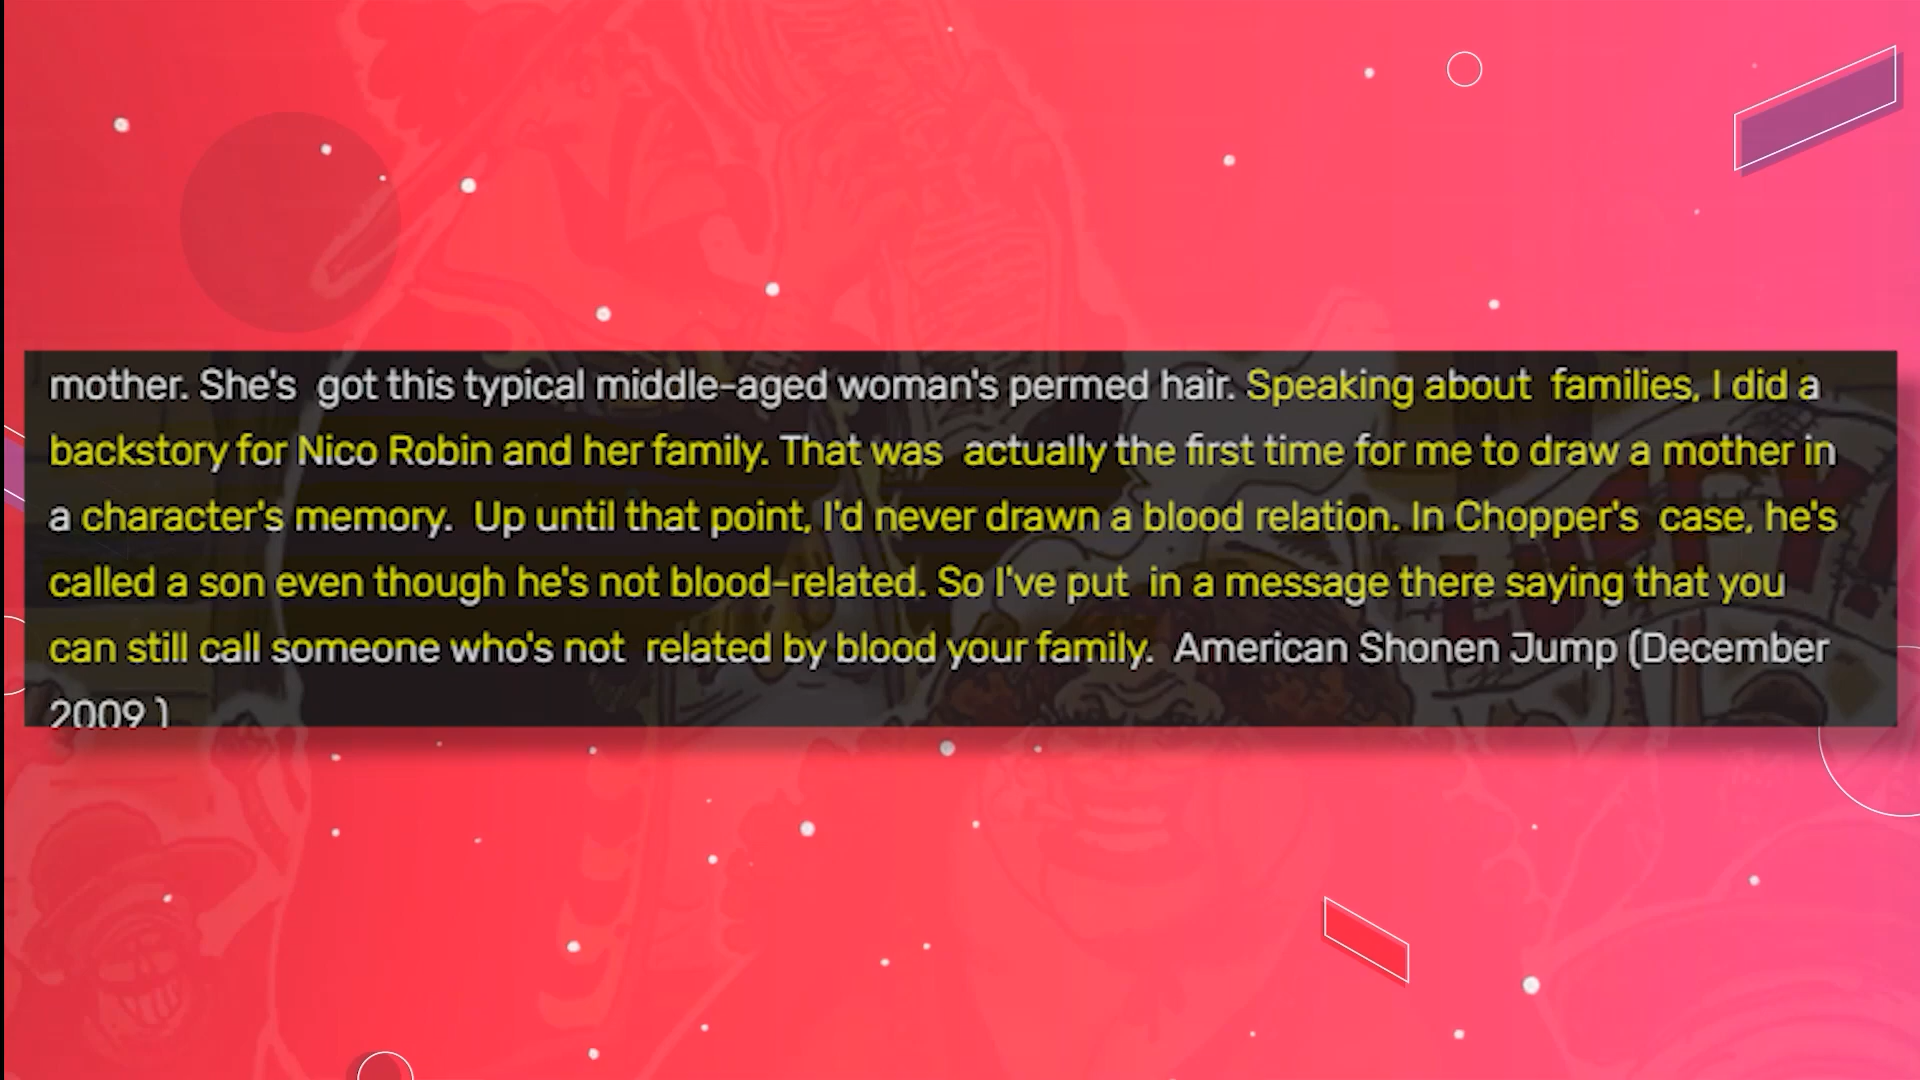 mother. She's got this typical middle-aged woman's permed hair. Speaking about families, I did a
backstory for Nico Robin and her family. That was actually the first time for me to draw a mother in
a character's memory. Up until that point, I'd never drawn a blood relation. In Chopper's case, he's
called a son even though he's not blood-related. So I've put in a message there saying that you
can still call someone who's not related by blood your family. American Shonen Jump (December
2009 )